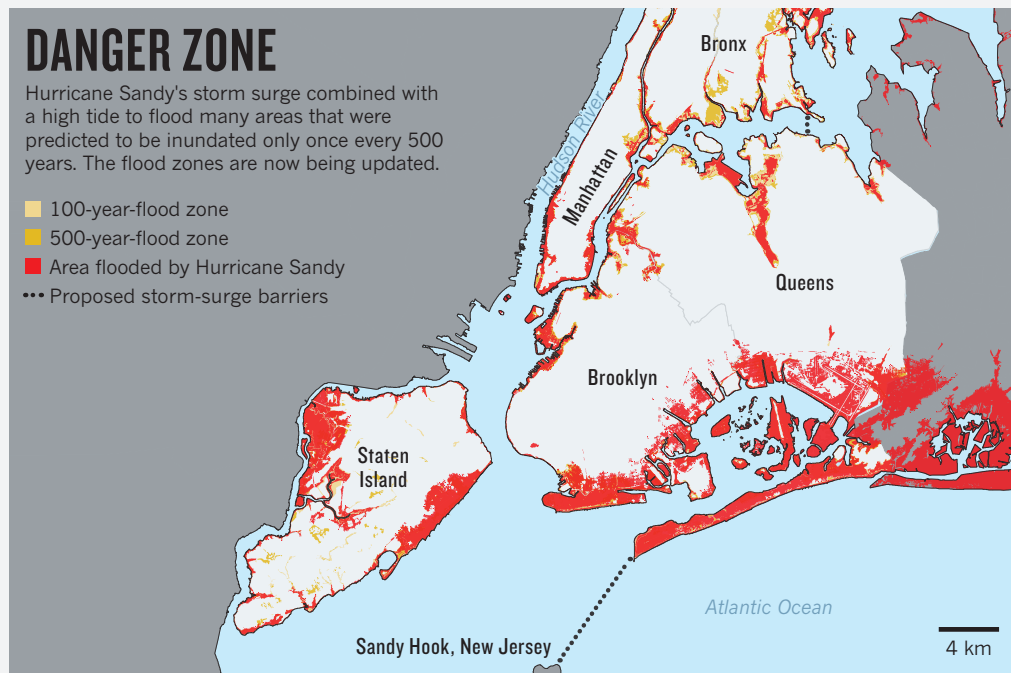 DANGER ZONE
Hurricane Sandy's storm surge combined with
a high tide to flood many areas that were
predicted to be inundated only once every 500
years. The flood zones are now being updated.
100-year-flood zone
500-year-flood zone
Area flooded by Hurricane Sandy
Proposed storm-surge barriers
Bronx
Hudson River
Manhattan
Queens
Brooklyn
Staten
Island
Atlantic Ocean
Sandy Hook, New Jersey
4 km